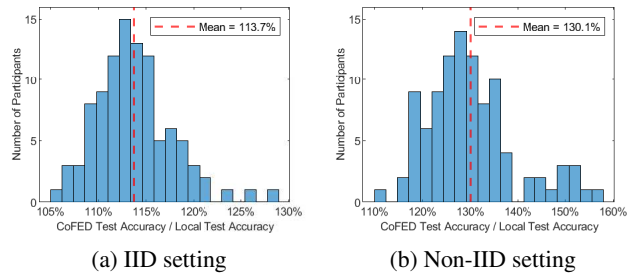 Mean = 113.7%
15
10
5
0
Number of Participants
105% 110% 115% 120% 125% 130%
CoFED Test Accuracy / Local Test Accuracy
(a) IID setting
Mean = 130.1%
15
10
5
0
Number of Participants
110% 120% 130% 140% 150% 160%
CoFED Test Accuracy / Local Test Accuracy
(b) Non-IID setting